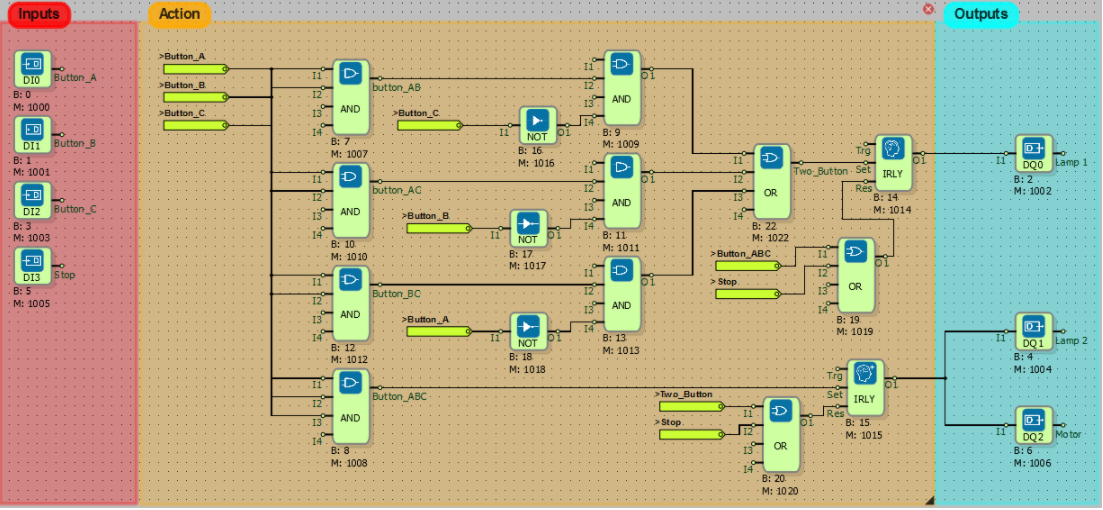 Inputs
Action
Outputs
DI0
Button_A
B: 0
M: 1000
DI1
Button_B
B: 1
M: 1001
DI2
Button_C
B: 3
M: 1003
DI3
Stop
B: 5
M: 1005
>Button_A
>Button_B
>Button_C
I1
I2
I3
I4
AND
button_AB
B: 7
M: 1007
>Button_C
I1
NOT
O1
B: 16
M: 1016
I1
I2
I3
I4
AND
O1
B: 9
M: 1009
I1
I2
I3
I4
AND
button_AC
B: 10
M: 1010
>Button_B
I1
NOT
O1
B: 17
M: 1017
I1
I2
I3
I4
AND
O1
B: 11
M: 1011
I1
I2
I3
I4
AND
Button_BC
B: 12
M: 1012
>Button_A
I1
NOT
O1
B: 18
M: 1018
I1
I2
I3
I4
AND
O1
B: 13
M: 1013
I1
I2
I3
I4
OR
Two_Button
B: 22
M: 1022
Trg
Set
Res
IRLY
O1
B: 14
M: 1014
>Button_ABC
>Stop
I1
I2
I3
I4
OR
O1
B: 19
M: 1019
I1
I2
I3
I4
AND
Button_ABC
B: 8
M: 1008
>Two_Button
>Stop
I1
I2
I3
I4
OR
O1
B: 20
M: 1020
Trg
Set
Res
IRLY
O1
B: 15
M: 1015
I1
DQ0
Lamp 1
B: 2
M: 1002
I1
DQ1
Lamp 2
B: 4
M: 1004
I1
DQ2
Motor
B: 6
M: 1006